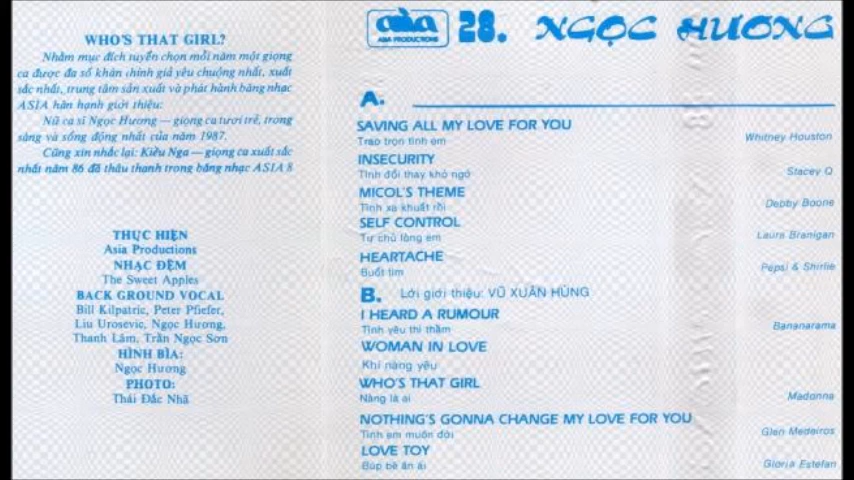 WHO'S THAT GIRL?
Nhằm mục đích tuyển chọn mỗi năm một giọng
ca được đa số khán thính giả yêu chuộng nhất, xuất
sắc nhất, trung tâm sản xuất và phát hành băng nhạc
ASIA hân hạnh giới thiệu:
Nữ ca sĩ Ngọc Hương — giọng ca tươi trẻ, trong
sáng và sống động nhất của năm 1987.
Cũng xin nhắc lại: Kiều Nga — giọng ca xuất sắc
nhất năm 86 đã thâu thanh trong băng nhạc ASIA 8
THỰC HIỆN
Asia Productions
NHẠC ĐỆM
The Sweet Apples
BACK GROUND VOCAL
Bill Kilpatric, Peter Pfiefer,
Liu Urosevic, Ngọc Hương,
Thanh Lâm, Trần Ngọc Sơn
HÌNH BÌA:
Ngọc Hương
PHOTO:
Thái Đắc Nhã
asia
ASIA PRODUCTIONS
28. NGỌC HƯƠNG
A.
SAVING ALL MY LOVE FOR YOU
Trao trọn tình em
Whitney Houston
INSECURITY
Tình đổi thay khó ngờ
Stacey Q
MICOL'S THEME
Tình xa khuất rồi
Debby Boone
SELF CONTROL
Tự chủ lòng em
Laura Branigan
HEARTACHE
Buốt tim
Pepsi & Shirlie
B. Lời giới thiệu: VŨ XUÂN HÙNG
I HEARD A RUMOUR
Tình yêu thì thầm
Bananarama
WOMAN IN LOVE
Khi nàng yêu
WHO'S THAT GIRL
Nàng là ai
Madonna
NOTHING'S GONNA CHANGE MY LOVE FOR YOU
Tình em muôn đời
Glen Medeiros
LOVE TOY
Búp bê ân ái
Gloria Estefan